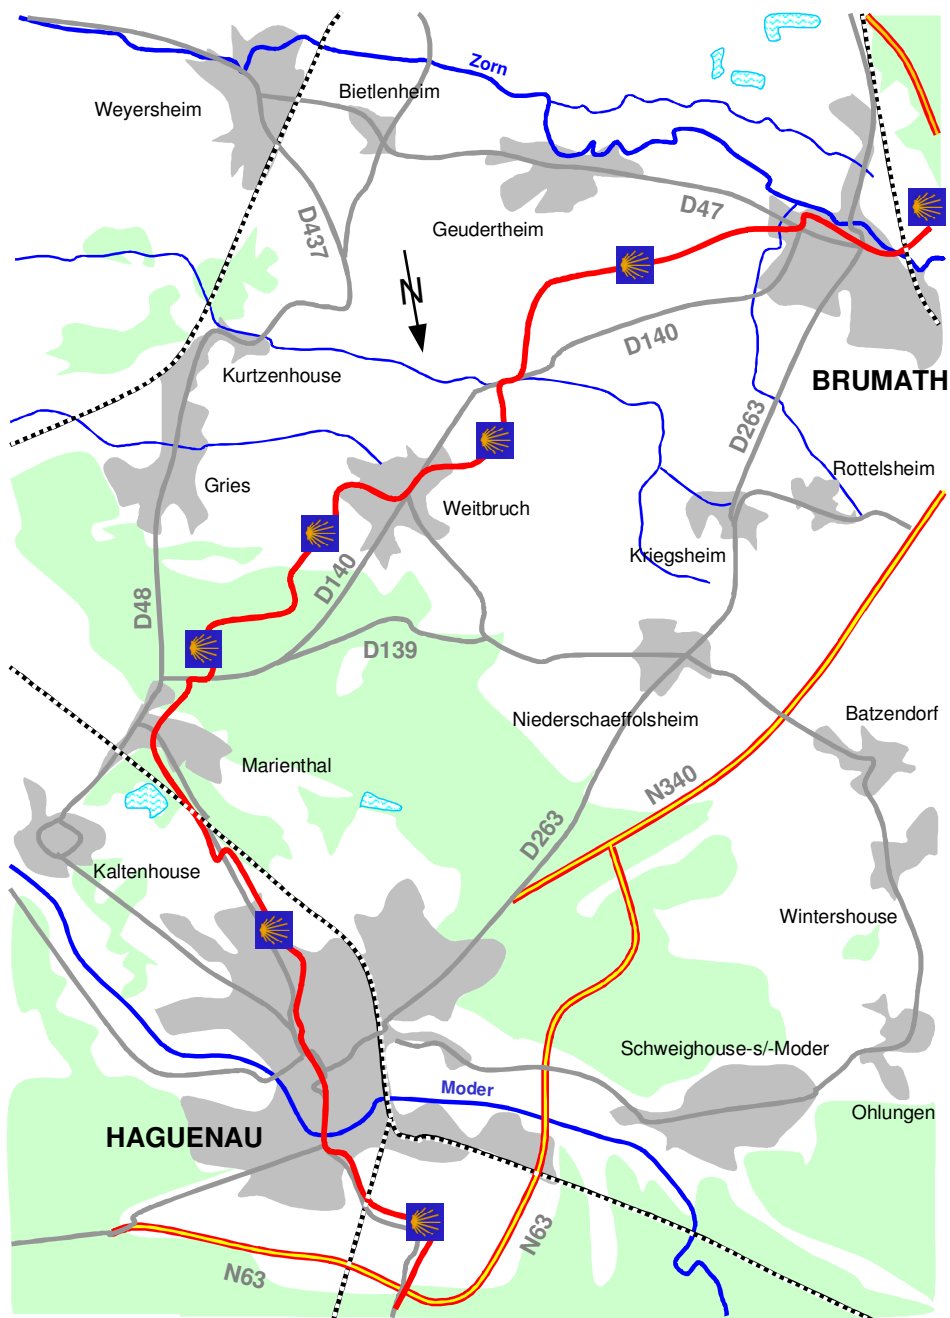 Zorn
Bietlenheim
Weyersheim
D47
D437
Geudertheim
N
D140
Kurtzenhouse
BRUMATH
D263
Rottelsheim
Gries
Weitbruch
Kriegsheim
D140
D48
D139
Niederschaeffolsheim
Batzendorf
Marienthal
N340
D263
Kaltenhouse
Wintershouse
Schweighouse-s/-Moder
Moder
Ohlungen
HAGUENAU
N63
N63